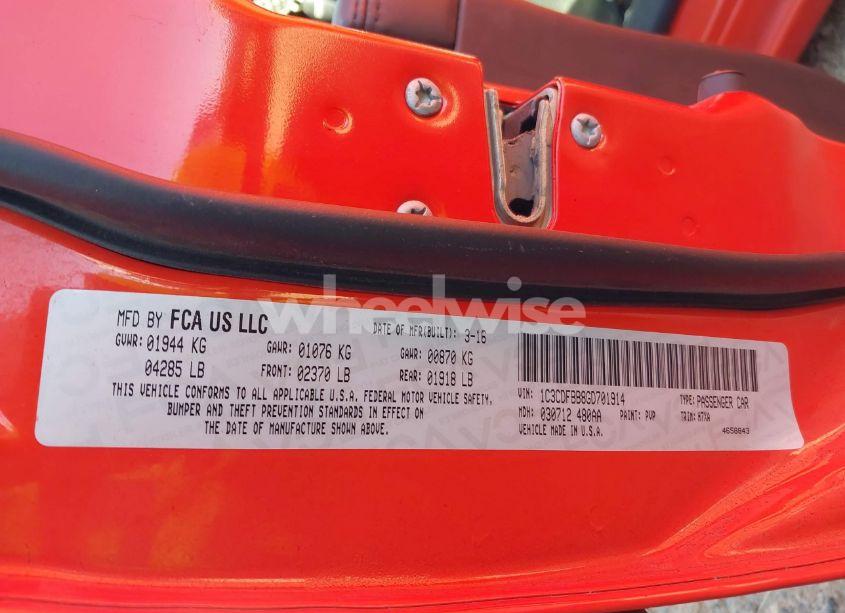 wheelwise
MFD BY FCA US LLC
DATE OF MFR(BUILT): 3-16
GVWR: 01944 KG
GAWR: 01076 KG
GAWR: 00870 KG
04285 LB
FRONT: 02370 LB
REAR: 01918 LB
THIS VEHICLE CONFORMS TO ALL APPLICABLE U.S.A. FEDERAL MOTOR VEHICLE SAFETY,
BUMPER AND THEFT PREVENTION STANDARDS IN EFFECT ON
THE DATE OF MANUFACTURE SHOWN ABOVE.
VIN: 1C3CDFBB8GD701914
TYPE: PASSENGER CAR
MDH: 030712 480AA
PAINT: PVP
TRIM: A7XA
VEHICLE MADE IN U.S.A.
4658843